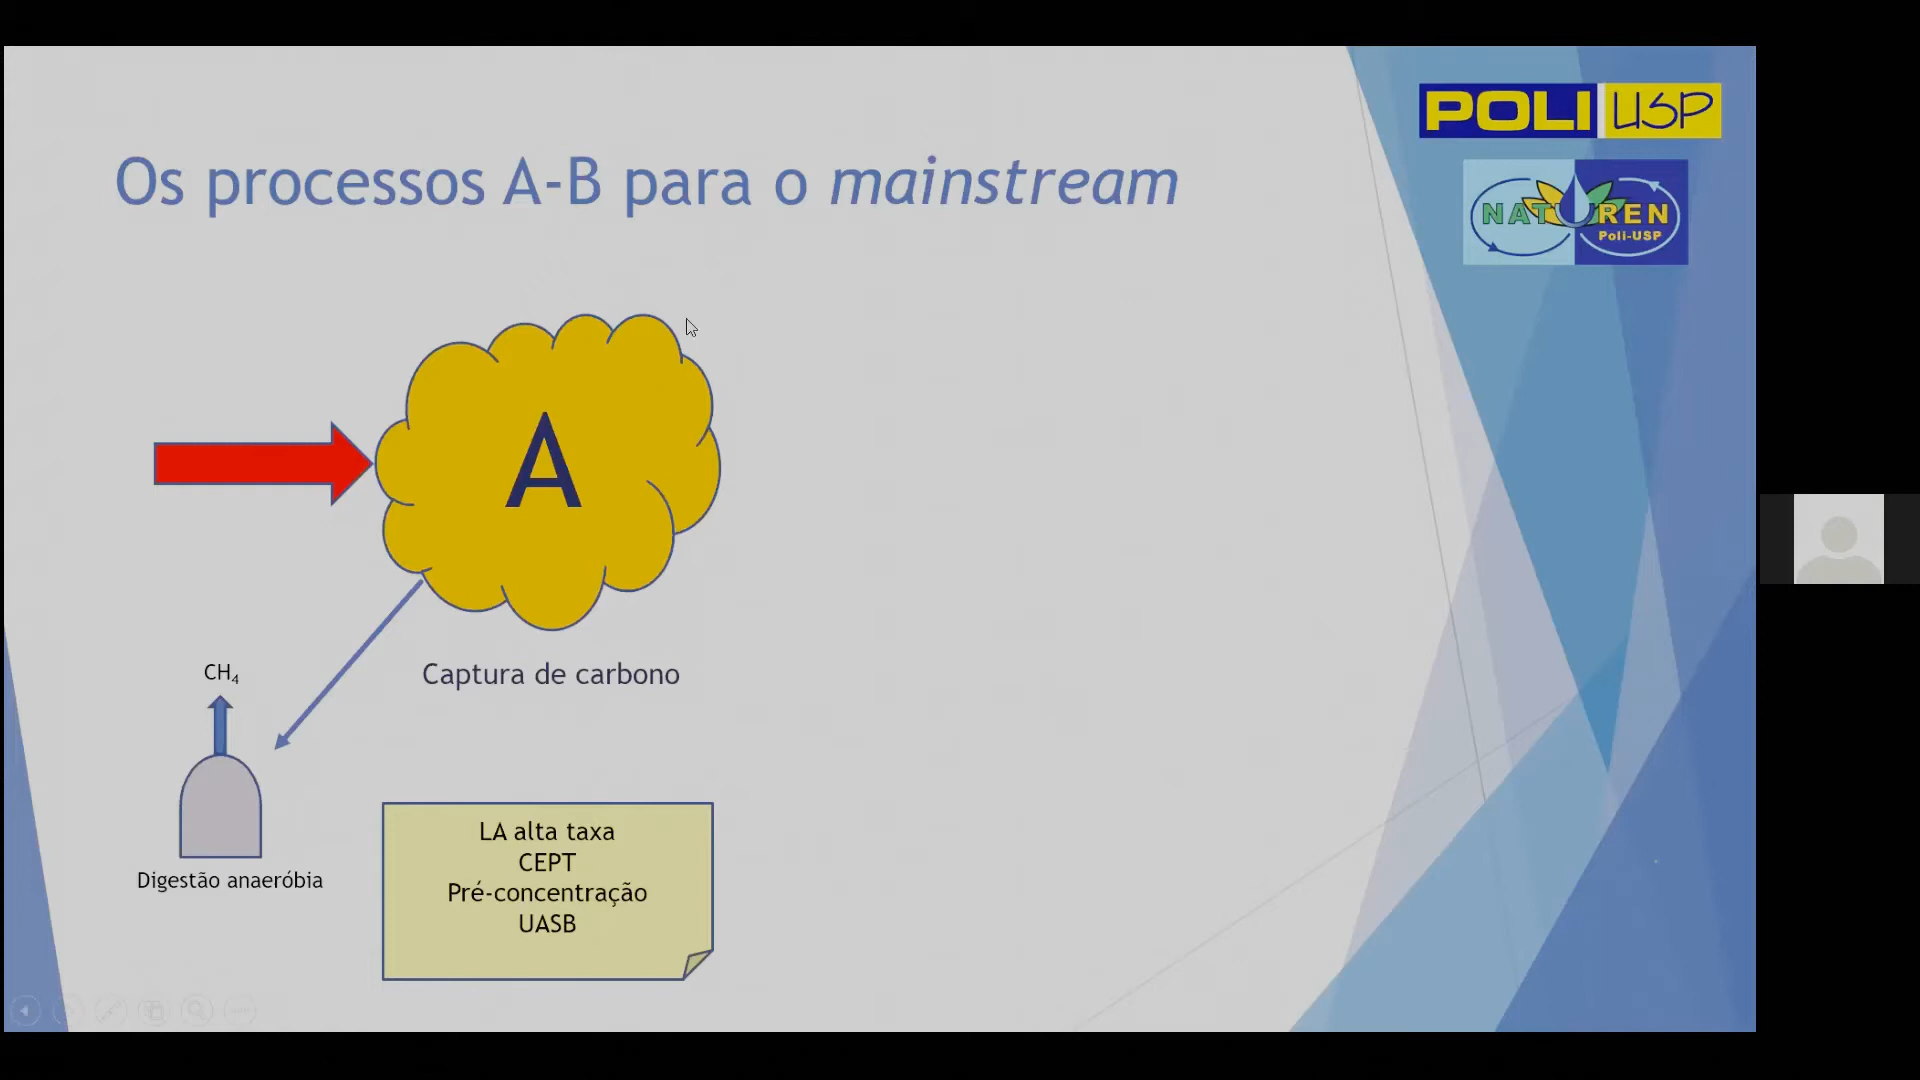 POLI USP
Os processos A-B para o mainstream
NATUREN
Poli-USP
A
Captura de carbono
CH₄
Digestão anaeróbia
LA alta taxa
CEPT
Pré-concentração
UASB